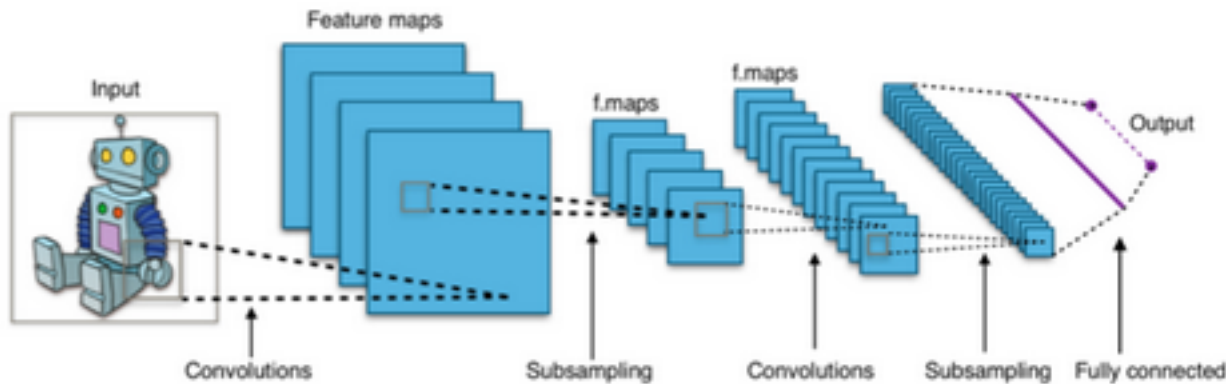 Feature maps
f.maps
f.maps
Input
Output
Convolutions
Subsampling
Convolutions
Subsampling
Fully connected